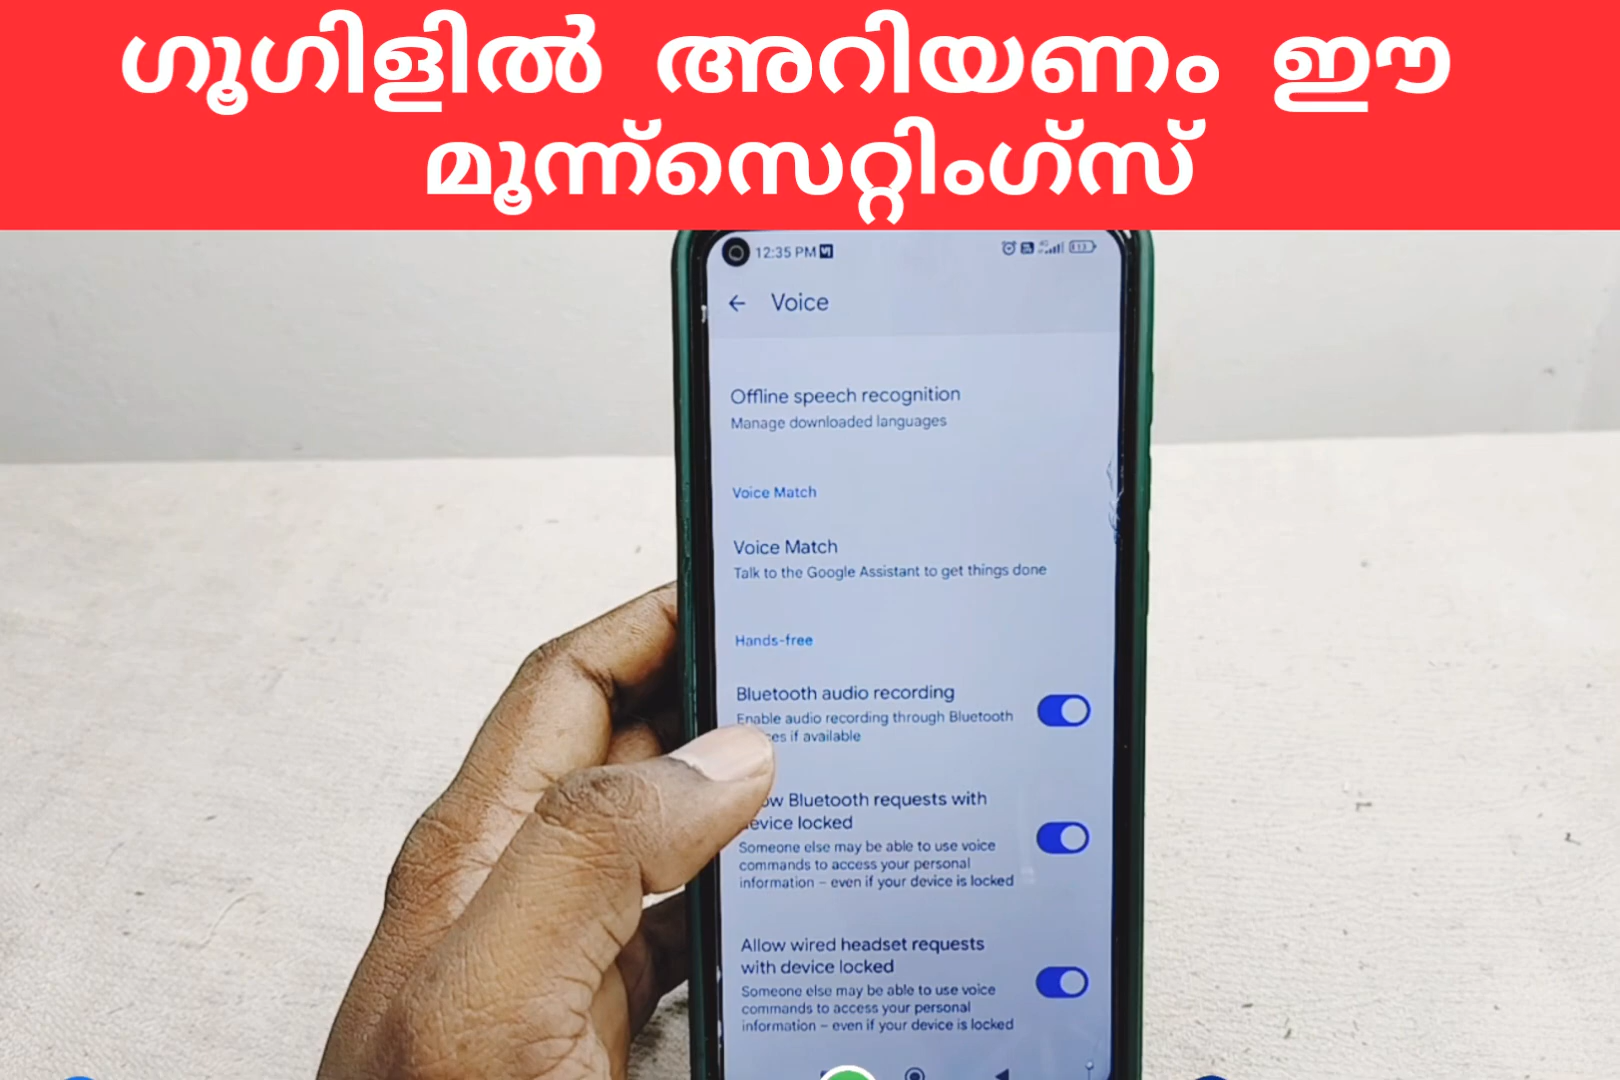 ഗൂഗിളിൽ അറിയണം ഈ
മൂന്ന്സെറ്റിംഗ്സ്
12:35 PM
Voice
Offline speech recognition
Manage downloaded languages
Voice Match
Voice Match
Talk to the Google Assistant to get things done
Hands-free
Bluetooth audio recording
Enable audio recording through Bluetooth
if available
Bluetooth requests with
device locked
Someone else may be able to use voice
commands to access your personal
information – even if your device is locked
Allow wired headset requests
with device locked
Someone else may be able to use voice
commands to access your personal
information – even if your device is locked